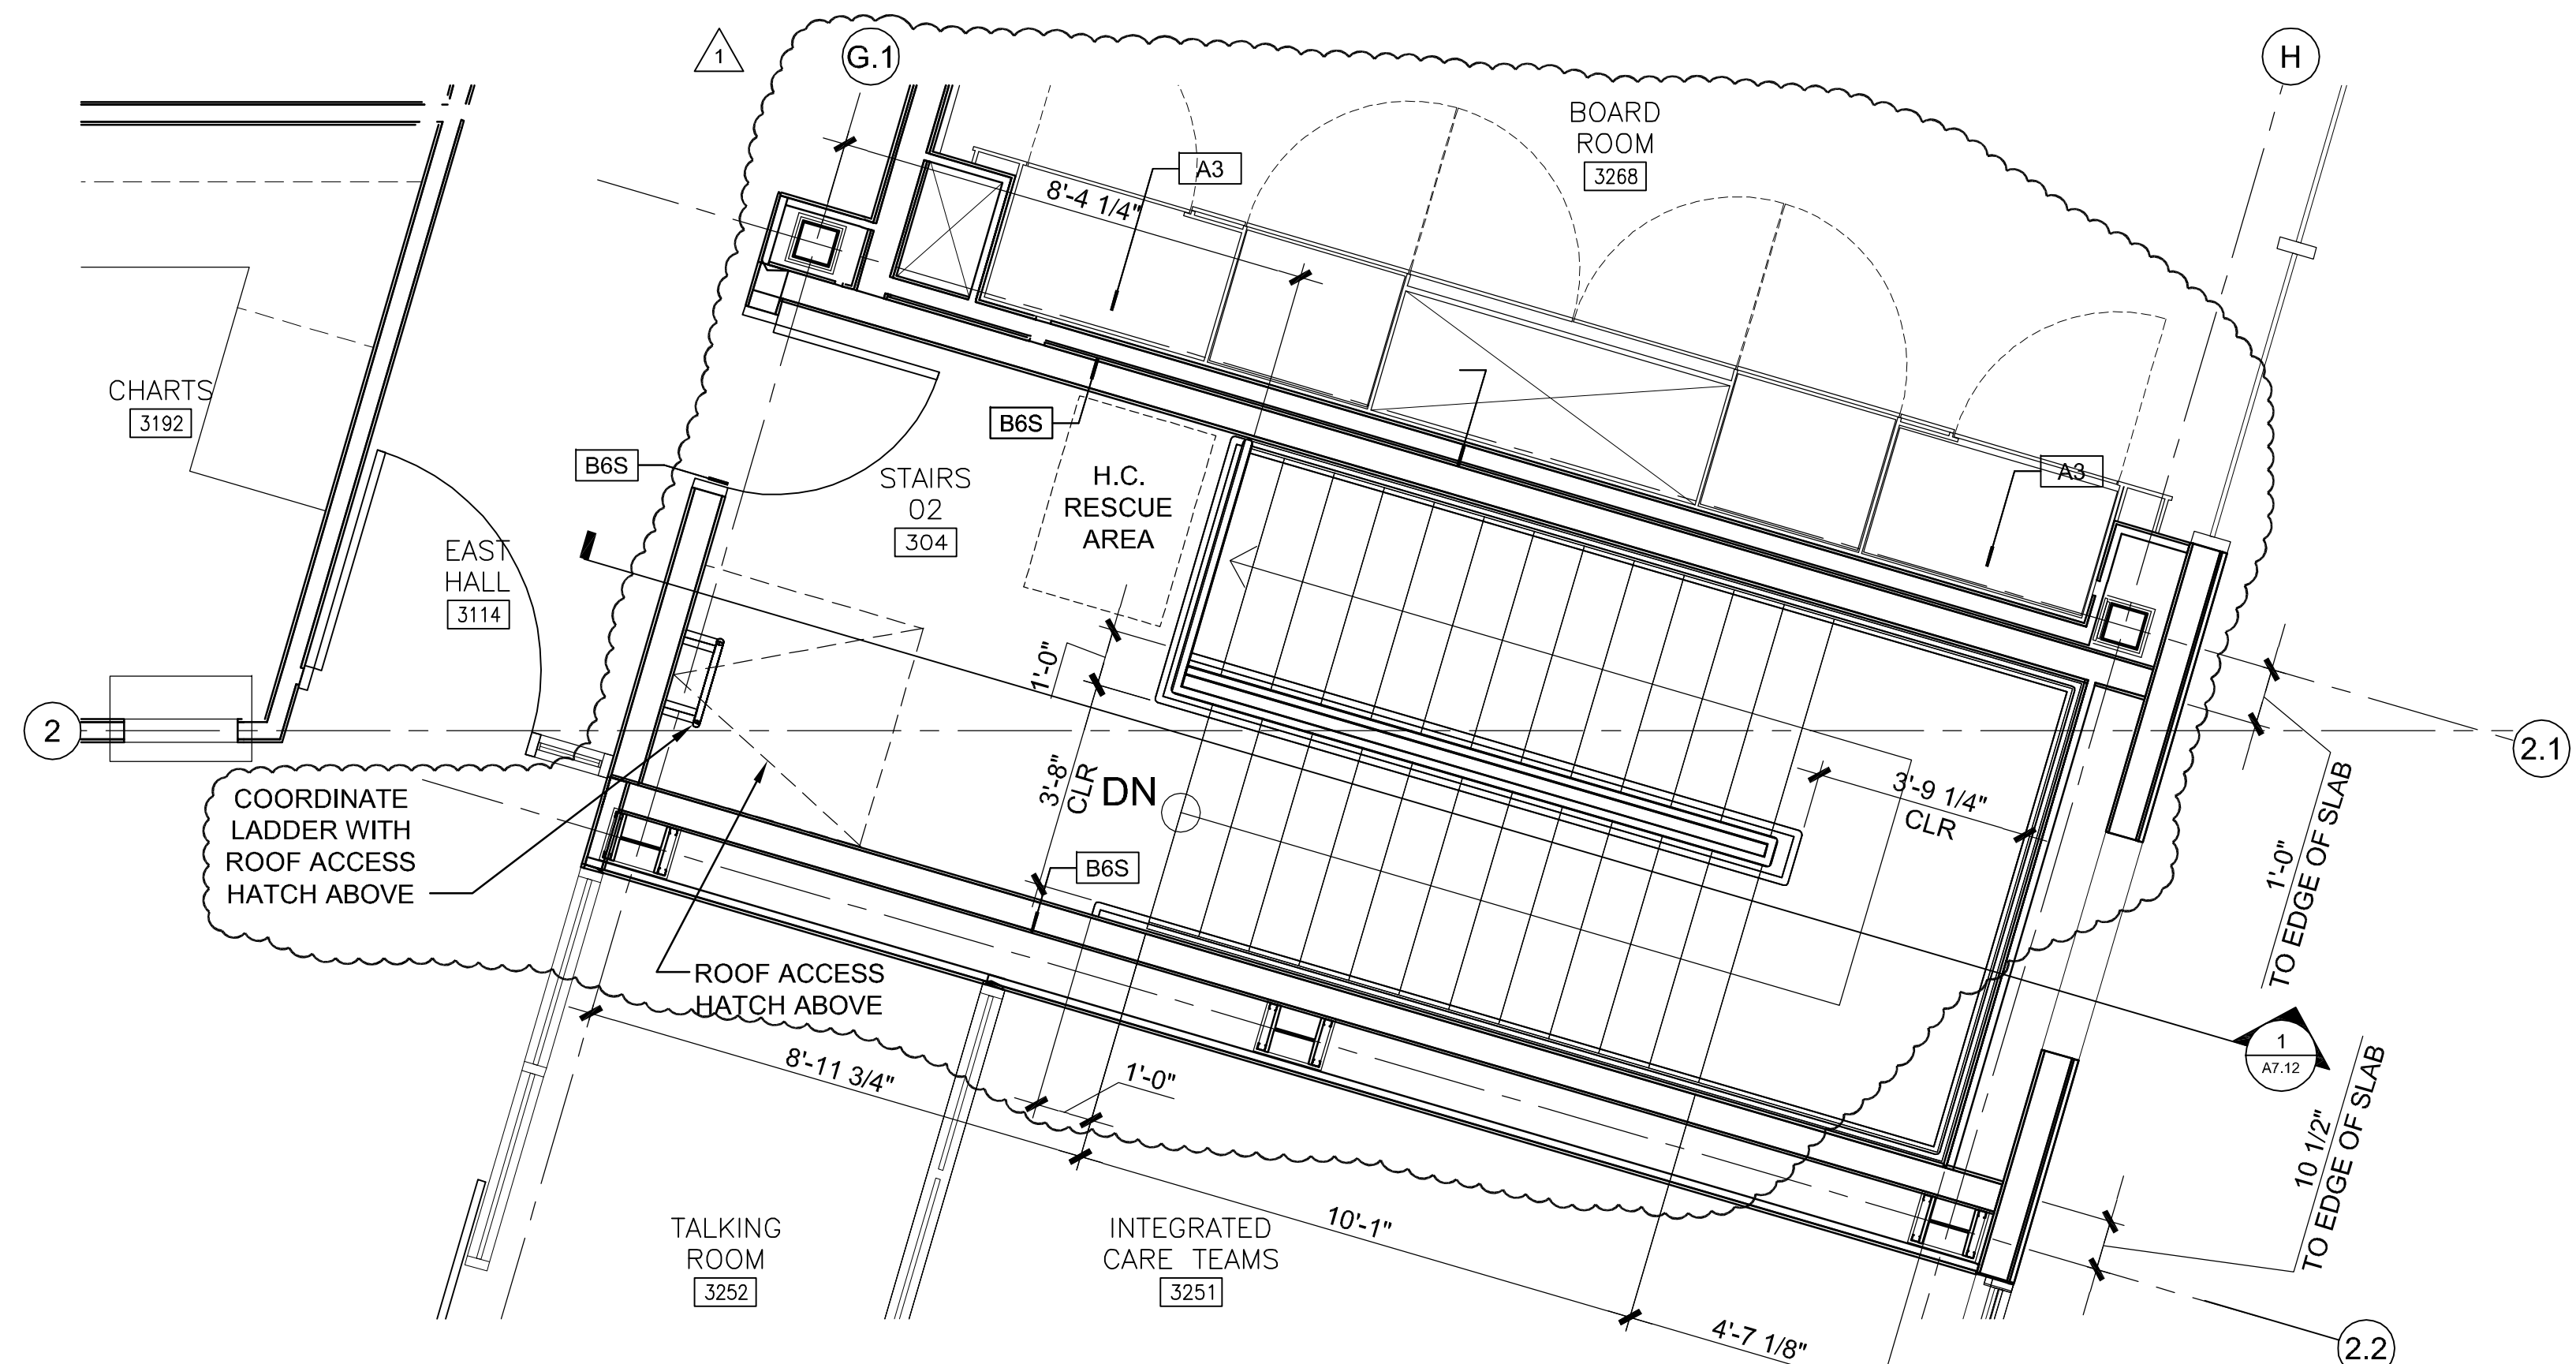 1
G.1
H
BOARD
ROOM
3268
A3
8'-4 1/4"
CHARTS
3192
B6S
B6S
STAIRS
02
304
H.C.
RESCUE
AREA
A3
EAST
HALL
3114
1'-0"
2
2.1
COORDINATE
LADDER WITH
ROOF ACCESS
HATCH ABOVE
3'-8"
CLR
DN
3'-9 1/4"
CLR
B6S
1'-0"
TO EDGE OF SLAB
ROOF ACCESS
HATCH ABOVE
1
A7.12
8'-11 3/4"
1'-0"
10 1/2"
TO EDGE OF SLAB
TALKING
ROOM
3252
INTEGRATED
CARE TEAMS
3251
10'-1"
4'-7 1/8"
2.2